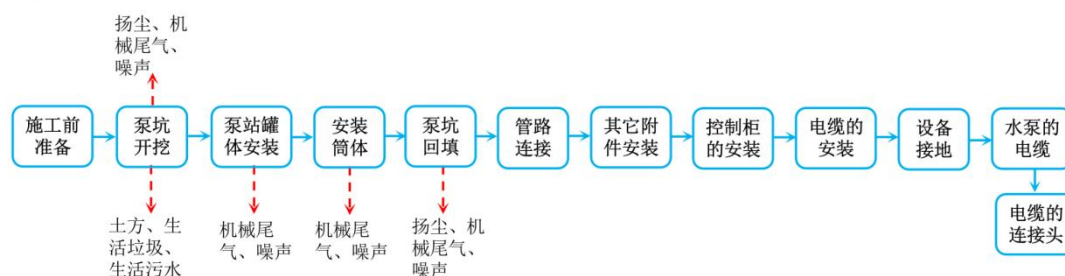 扬尘、机
械尾气、
噪声
施工前
准备
泵坑
开挖
泵站罐
体安装
安装
筒体
泵坑
回填
管路
连接
其它附
件安装
控制柜
的安装
电缆的
安装
设备
接地
水泵的
电缆
土方、生
活垃圾、
生活污水
机械尾
气、噪声
机械尾
气、噪声
扬尘、机
械尾气、
噪声
电缆的
连接头